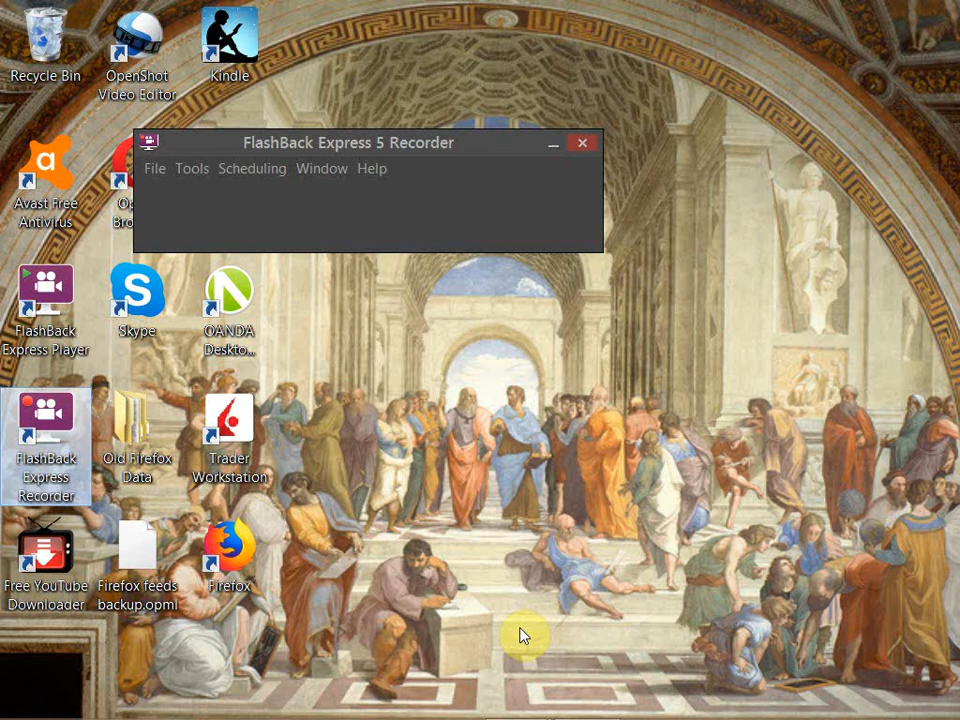 Recycle Bin
OpenShot
Video Editor
Kindle
FlashBack Express 5 Recorder
File Tools Scheduling Window Help
Avast Free
Antivirus
FlashBack
Express Player
Skype
OANDA
Deskto...
FlashBack
Express
Recorder
Old Firefox
Data
Trader
Workstation
Free YouTube
Downloader
Firefox feeds
backup.opml
Firefox